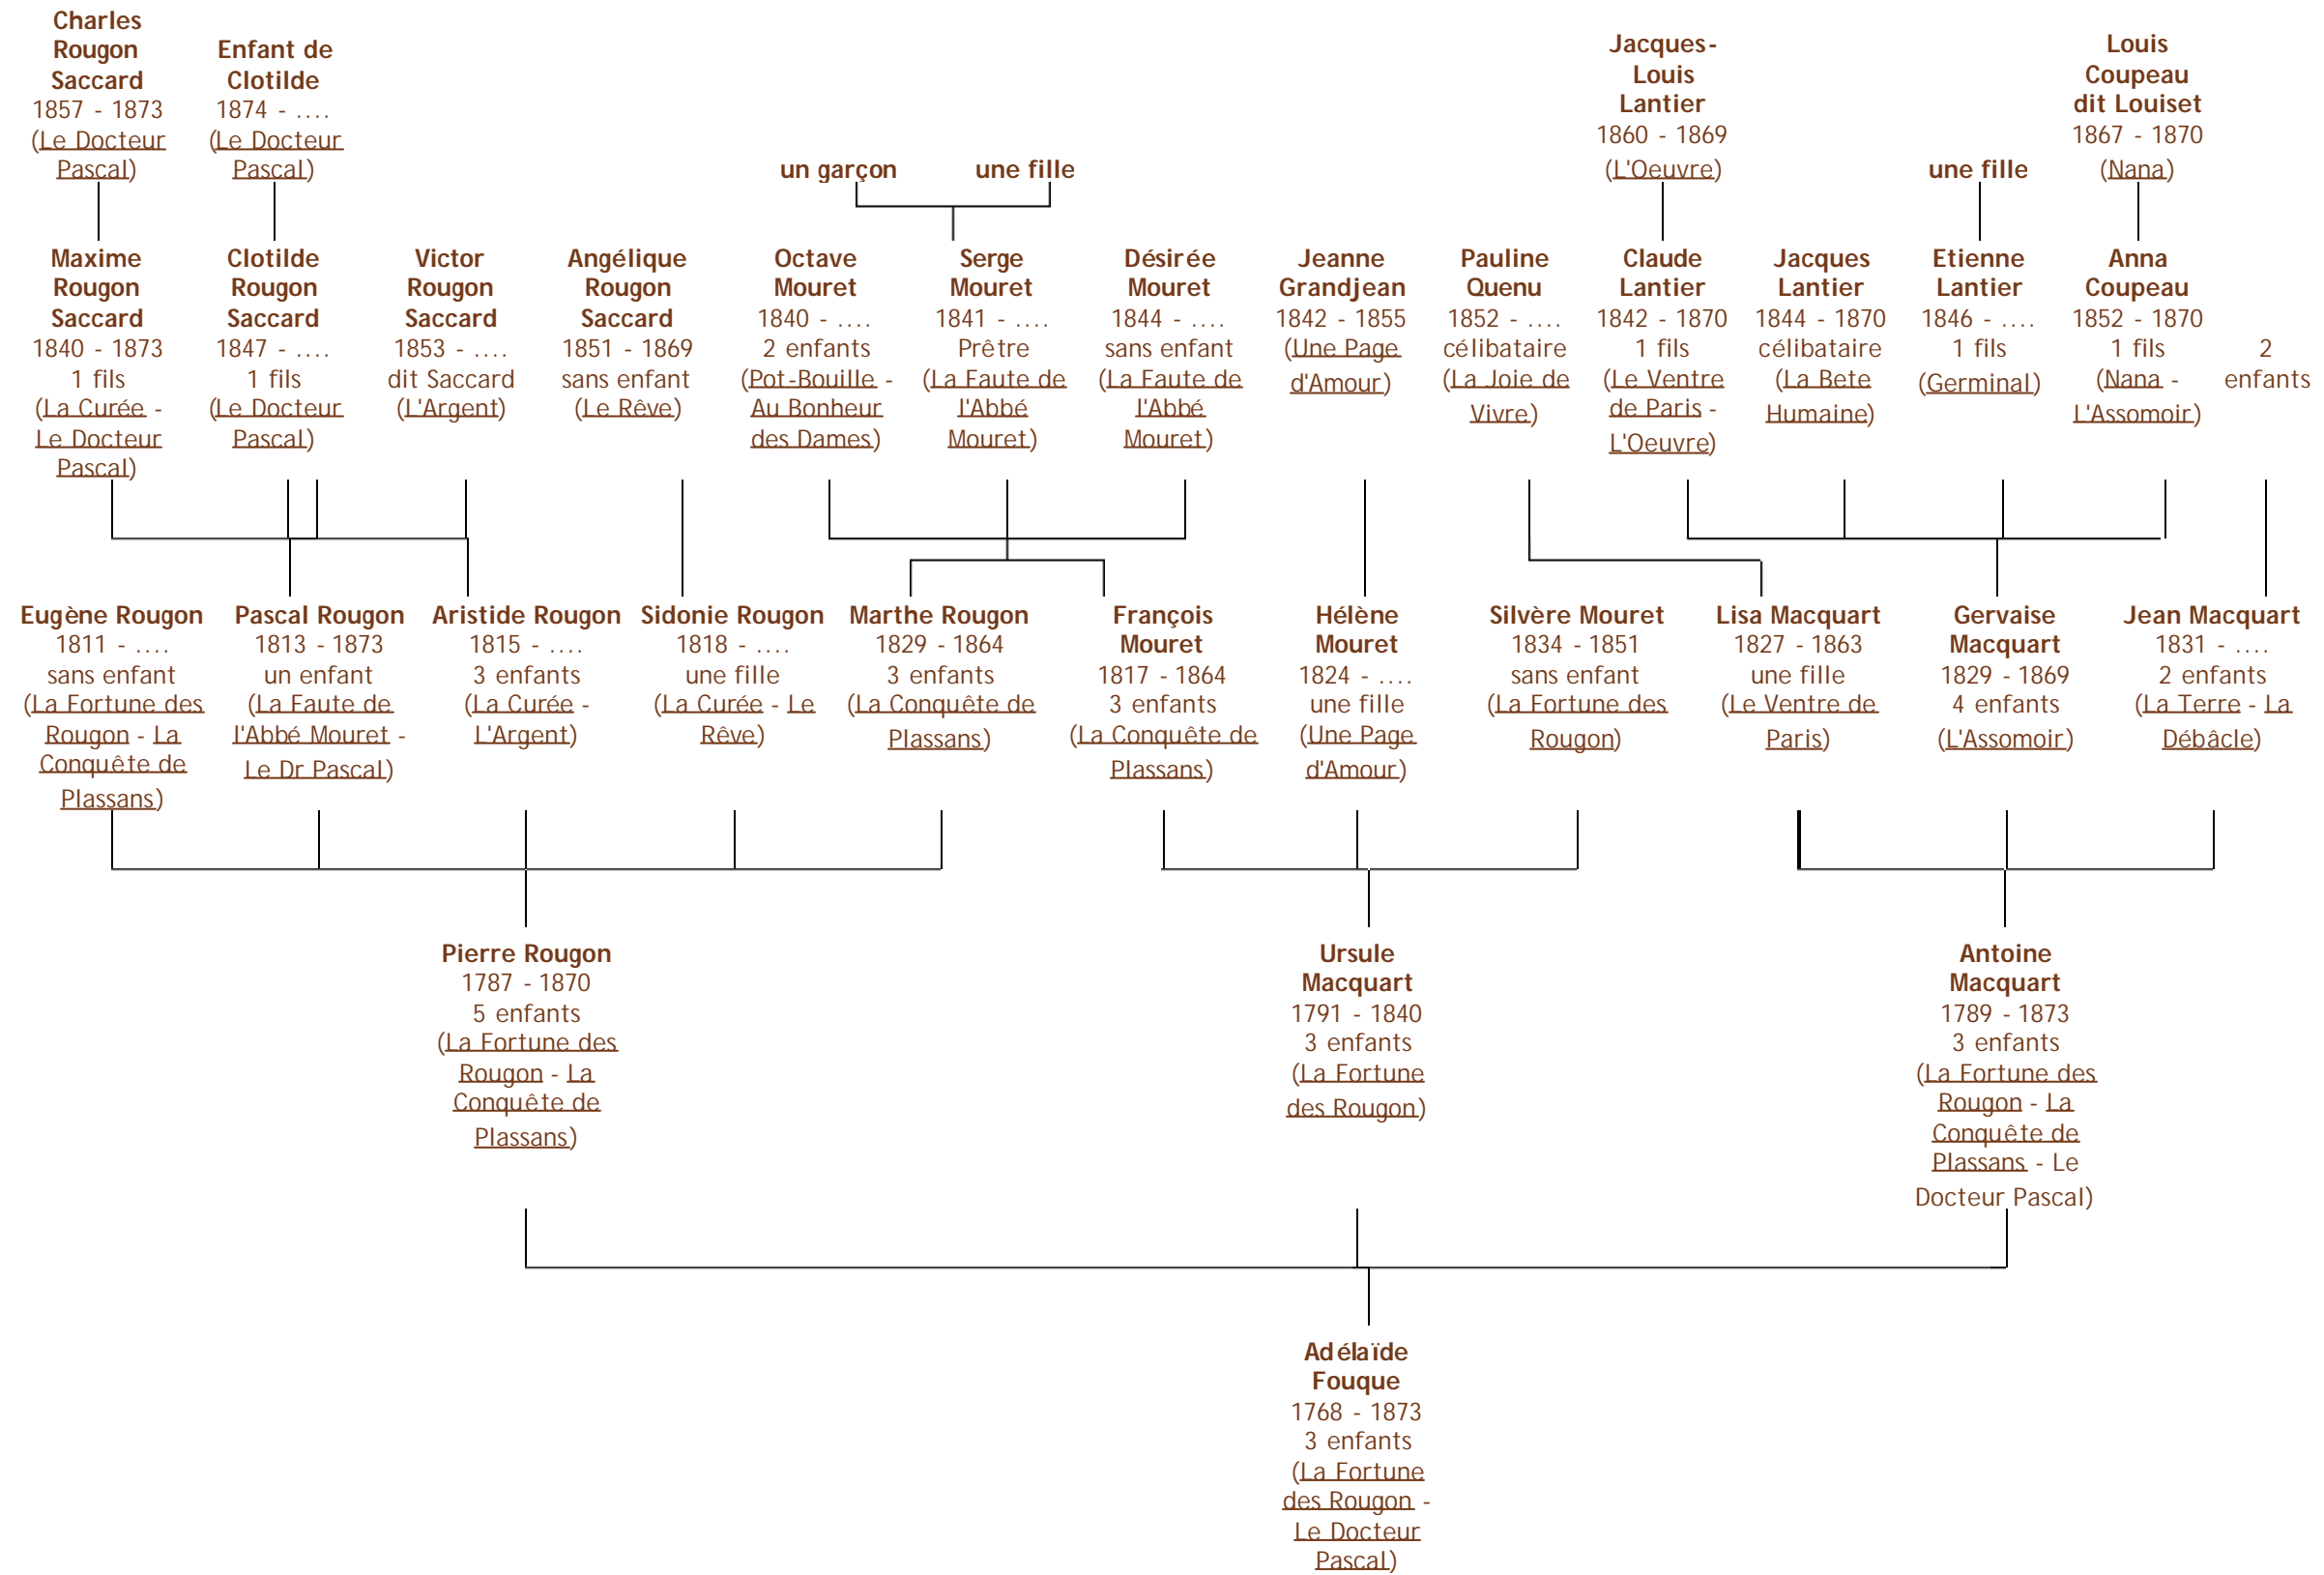 Charles
Rougon
Saccard
1857 - 1873
(Le Docteur
Pascal)
Enfant de
Clotilde
1874 - ....
(Le Docteur
Pascal)
un garçon
une fille
Jacques-
Louis
Lantier
1860 - 1869
(L'Oeuvre)
une fille
Louis
Coupeau
dit Louiset
1867 - 1870
(Nana)
Maxime
Rougon
Saccard
1840 - 1873
1 fils
(La Curée -
Le Docteur
Pascal)
Clotilde
Rougon
Saccard
1847 - ....
1 fils
(Le Docteur
Pascal)
Victor
Rougon
Saccard
1853 - ....
dit Saccard
(L'Argent)
Angélique
Rougon
Saccard
1851 - 1869
sans enfant
(Le Rêve)
Octave
Mouret
1840 - ....
2 enfants
(Pot-Bouille -
Au Bonheur
des Dames)
Serge
Mouret
1841 - ....
Prêtre
(La Faute de
l'Abbé
Mouret)
Désirée
Mouret
1844 - ....
sans enfant
(La Faute de
l'Abbé
Mouret)
Jeanne
Grandjean
1842 - 1855
(Une Page
d'Amour)
Pauline
Quenu
1852 - ....
célibataire
(La Joie de
Vivre)
Claude
Lantier
1842 - 1870
1 fils
(Le Ventre
de Paris -
L'Oeuvre)
Jacques
Lantier
1844 - 1870
célibataire
(La Bete
Humaine)
Etienne
Lantier
1846 - ....
1 fils
(Germinal)
Anna
Coupeau
1852 - 1870
1 fils
(Nana -
L'Assomoir)
2
enfants
Eugène Rougon
1811 - ....
sans enfant
(La Fortune des
Rougon - La
Conquête de
Plassans)
Pascal Rougon
1813 - 1873
un enfant
(La Faute de
l'Abbé Mouret -
Le Dr Pascal)
Aristide Rougon
1815 - ....
3 enfants
(La Curée -
L'Argent)
Sidonie Rougon
1818 - ....
une fille
(La Curée - Le
Rêve)
Marthe Rougon
1829 - 1864
3 enfants
(La Conquête de
Plassans)
François
Mouret
1817 - 1864
3 enfants
(La Conquête de
Plassans)
Hélène
Mouret
1824 - ....
une fille
(Une Page
d'Amour)
Silvère Mouret
1834 - 1851
sans enfant
(La Fortune des
Rougon)
Lisa Macquart
1827 - 1863
une fille
(Le Ventre de
Paris)
Gervaise
Macquart
1829 - 1869
4 enfants
(L'Assomoir)
Jean Macquart
1831 - ....
2 enfants
(La Terre - La
Débâcle)
Pierre Rougon
1787 - 1870
5 enfants
(La Fortune des
Rougon - La
Conquête de
Plassans)
Ursule
Macquart
1791 - 1840
3 enfants
(La Fortune
des Rougon)
Antoine
Macquart
1789 - 1873
3 enfants
(La Fortune des
Rougon - La
Conquête de
Plassans - Le
Docteur Pascal)
Adélaïde
Fouque
1768 - 1873
3 enfants
(La Fortune
des Rougon -
Le Docteur
Pascal)